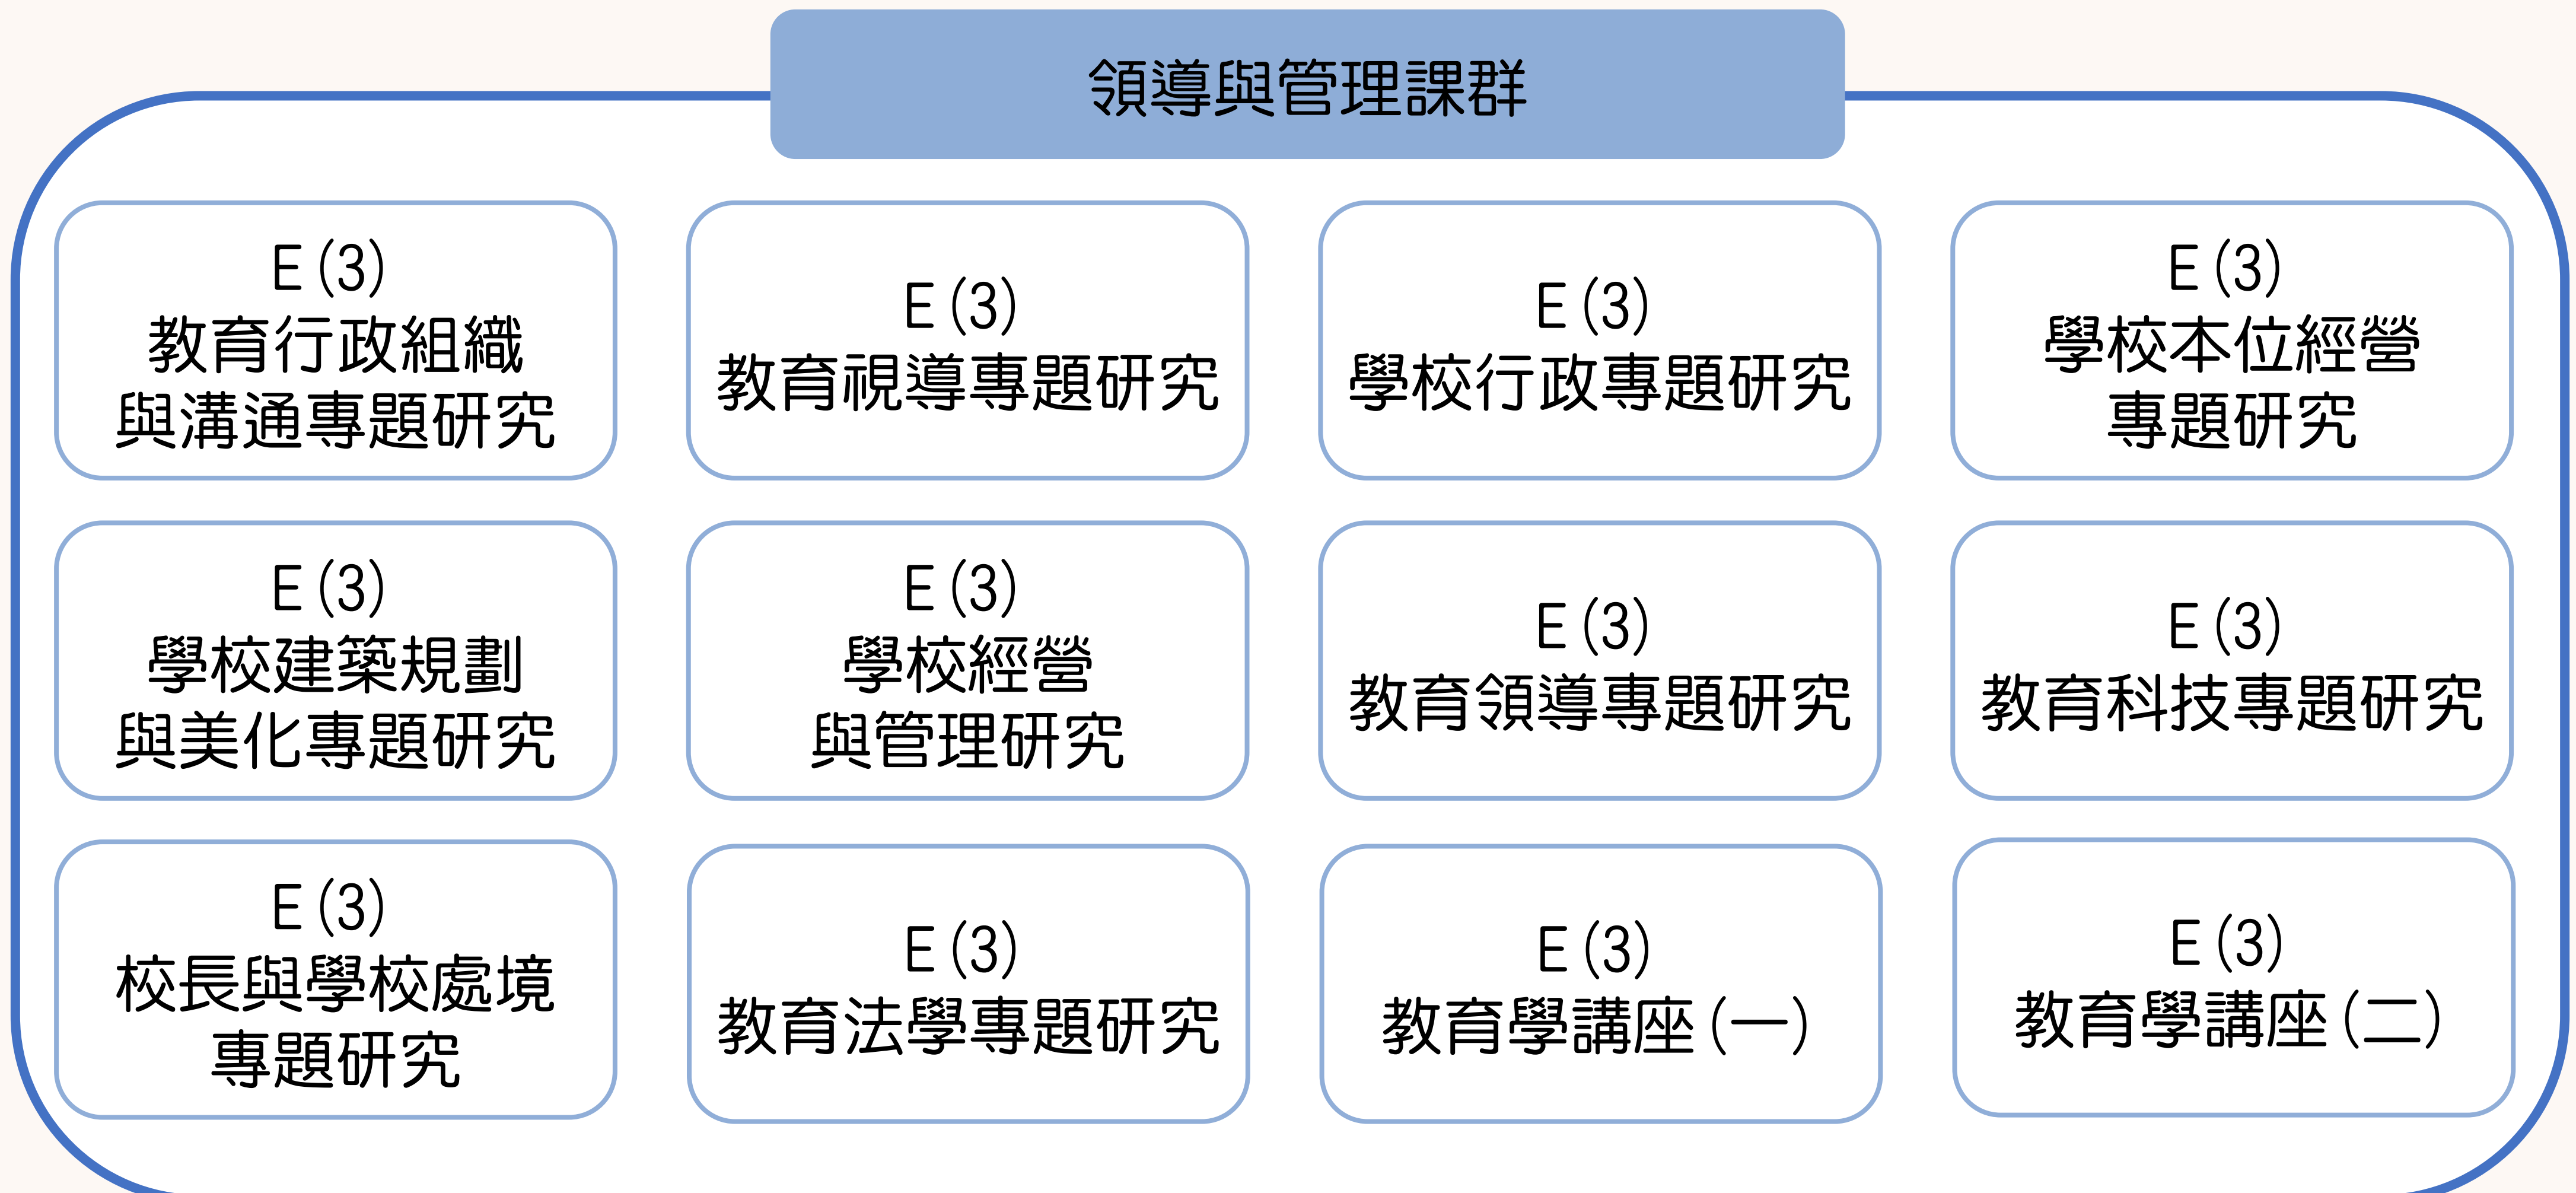 領導與管理課群
E(3)
教育行政組織
與溝通專題研究
E(3)
教育視導專題研究
E(3)
學校行政專題研究
E(3)
學校本位經營
專題研究
E(3)
學校建築規劃
與美化專題研究
E(3)
學校經營
與管理研究
E(3)
教育領導專題研究
E(3)
教育科技專題研究
E(3)
校長與學校處境
專題研究
E(3)
教育法學專題研究
E(3)
教育學講座(一)
E(3)
教育學講座(二)